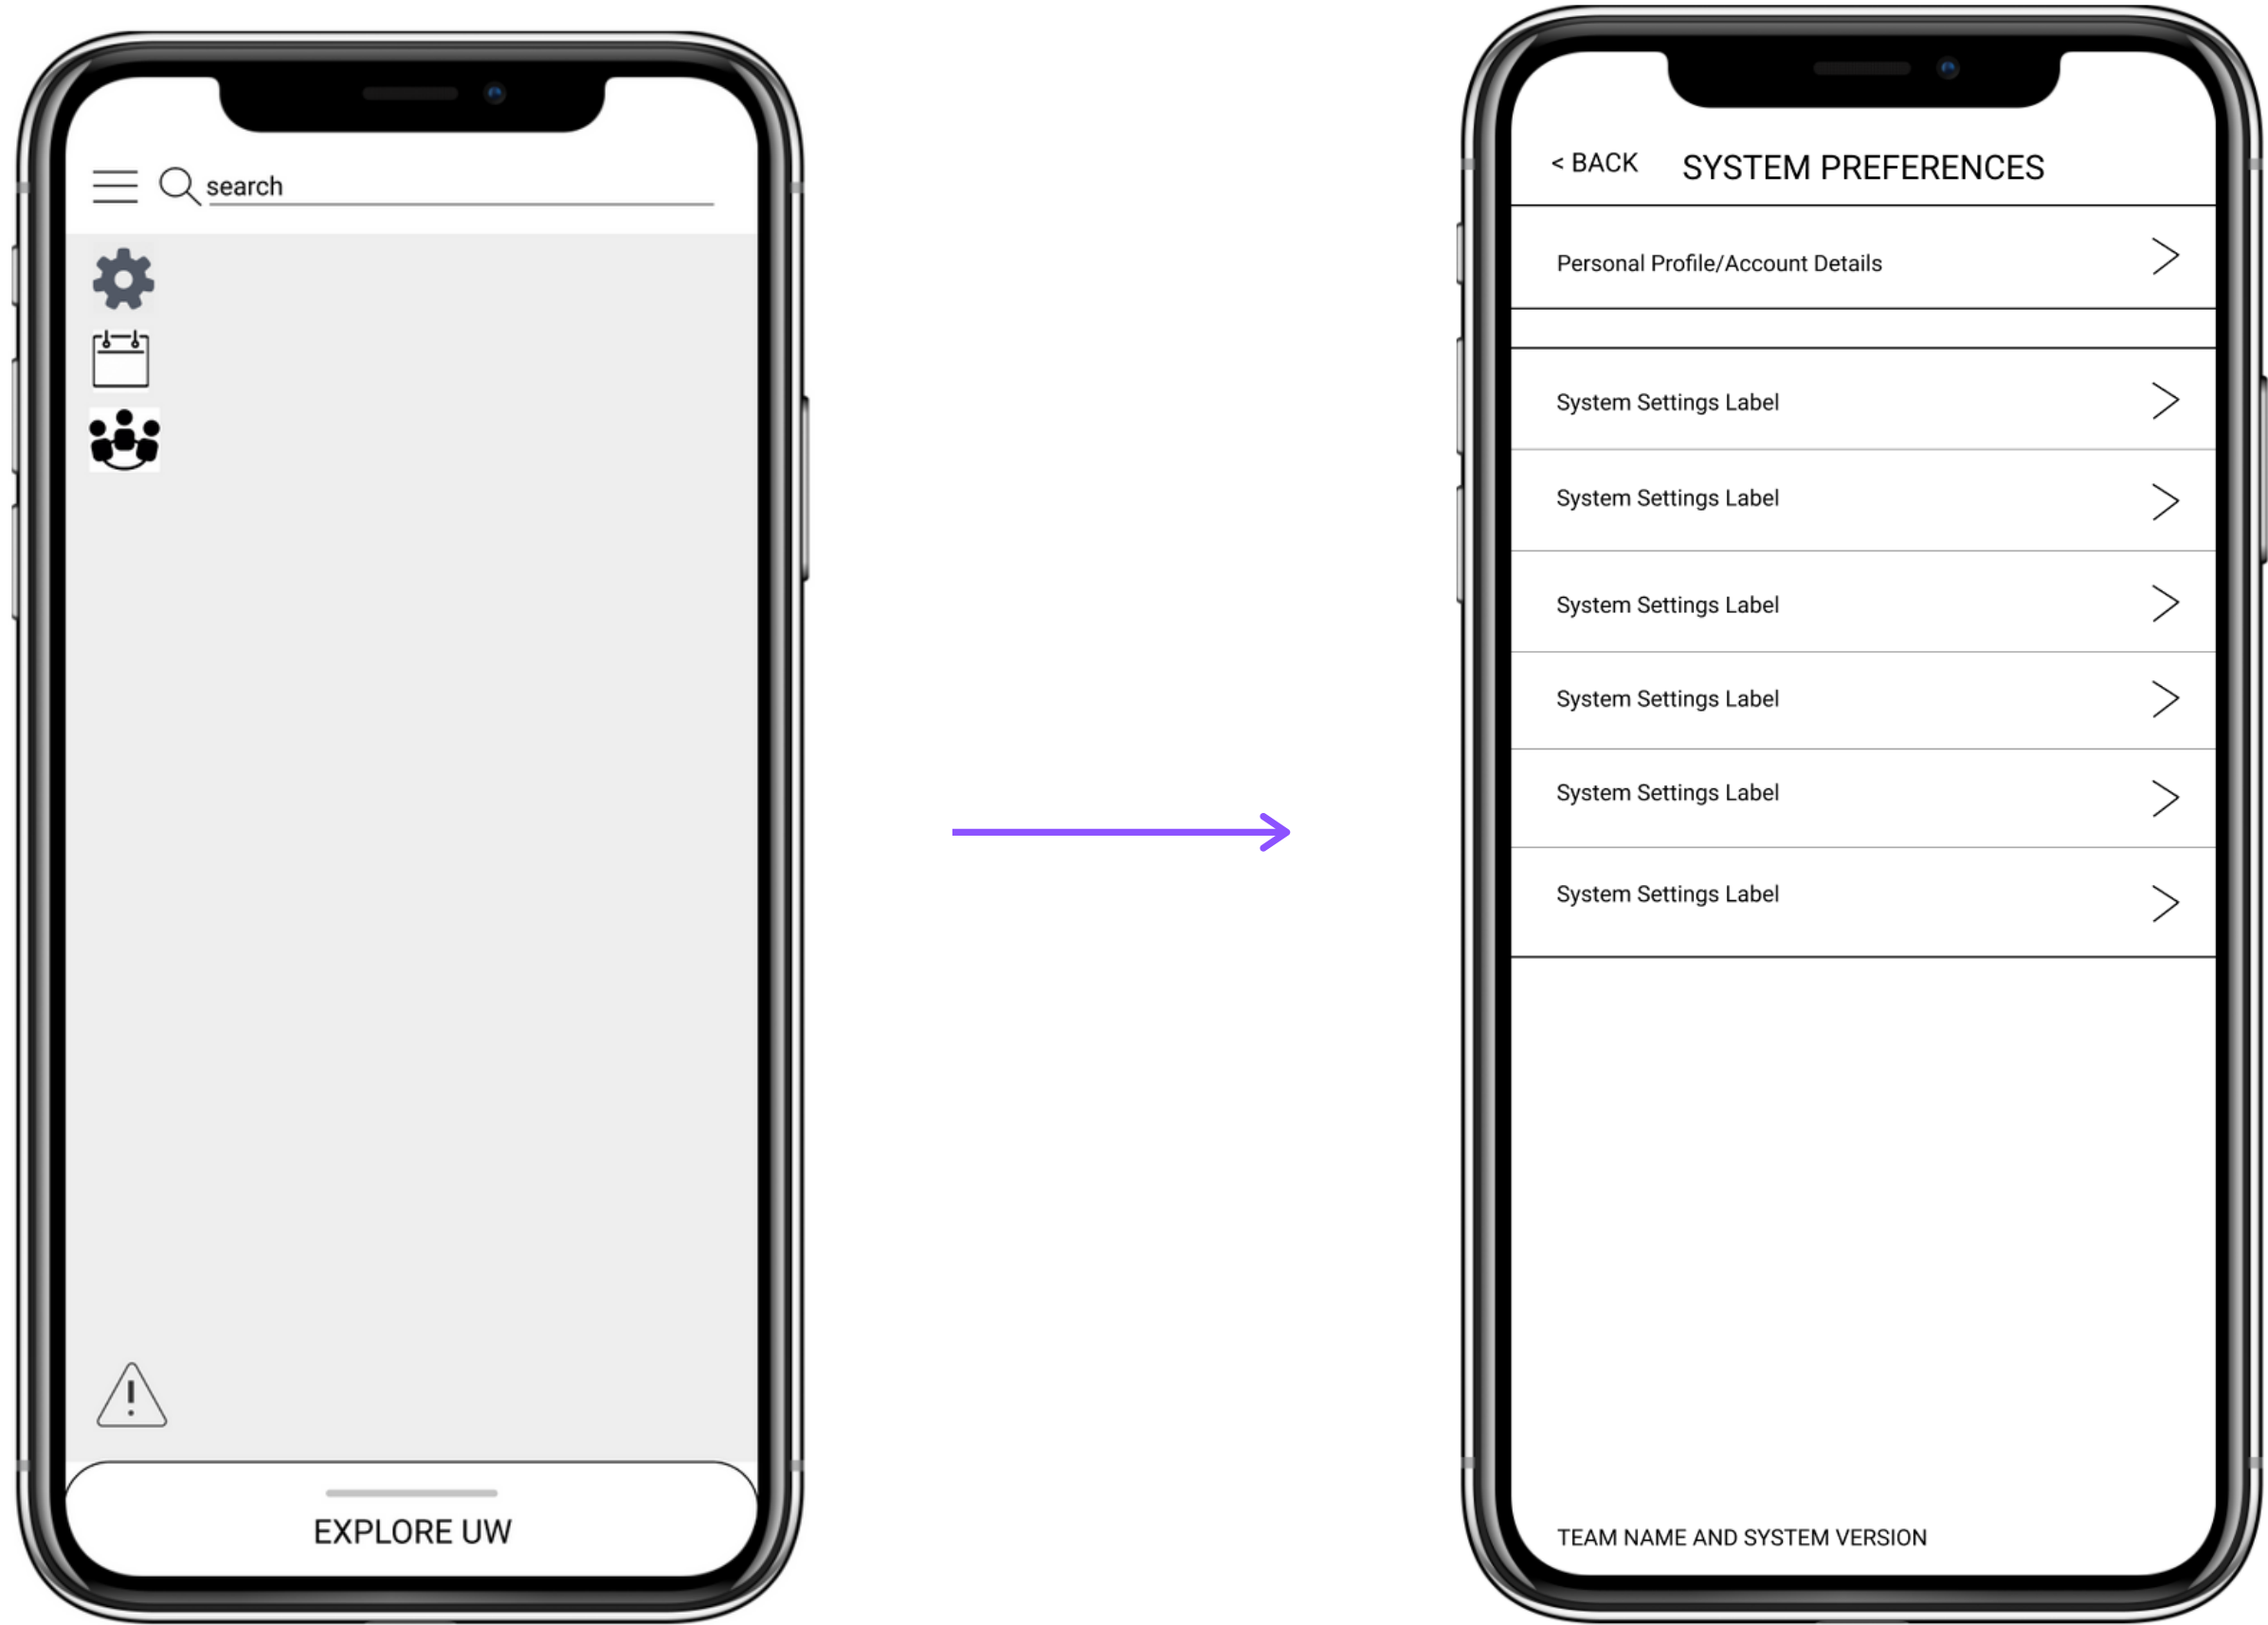 search
EXPLORE UW
< BACK SYSTEM PREFERENCES
Personal Profile/Account Details
System Settings Label
System Settings Label
System Settings Label
System Settings Label
System Settings Label
System Settings Label
TEAM NAME AND SYSTEM VERSION